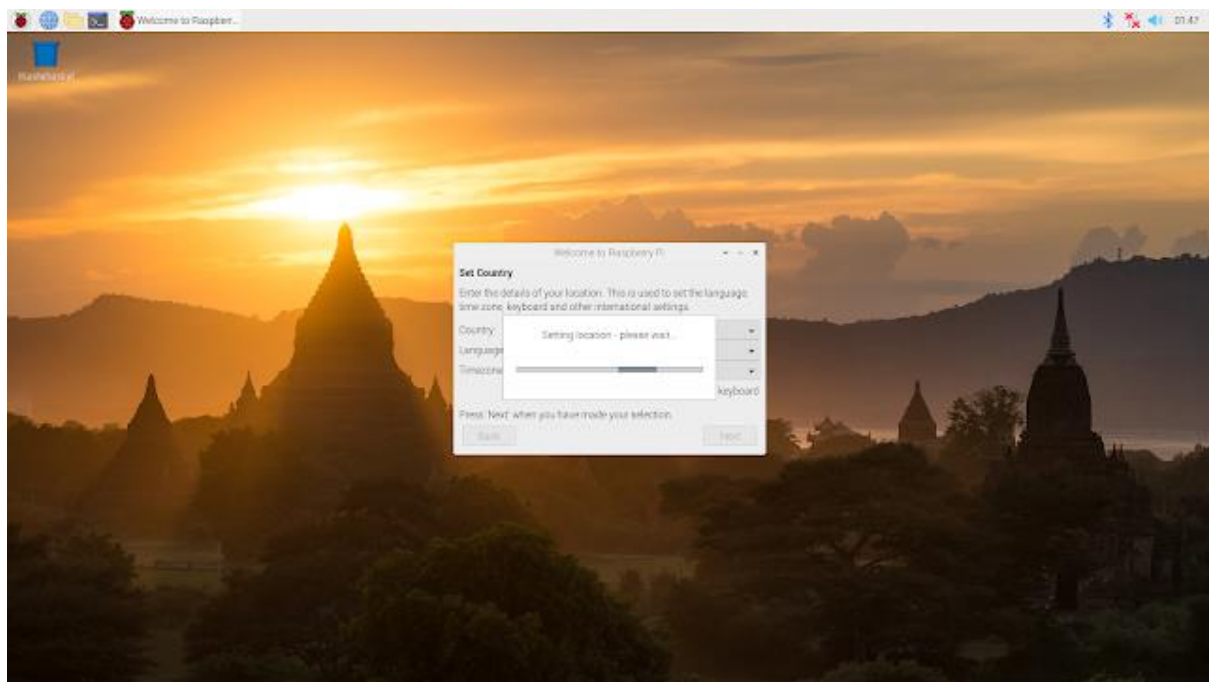 Welcome to Raspberr...
01:47
Wastebasket
Welcome to Raspberry Pi
Set Country
Enter the details of your location. This is used to set the language,
time zone, keyboard and other international settings.
Country:
Setting location - please wait...
Language
Timezone
keyboard
Press 'Next' when you have made your selection.
Back
Next